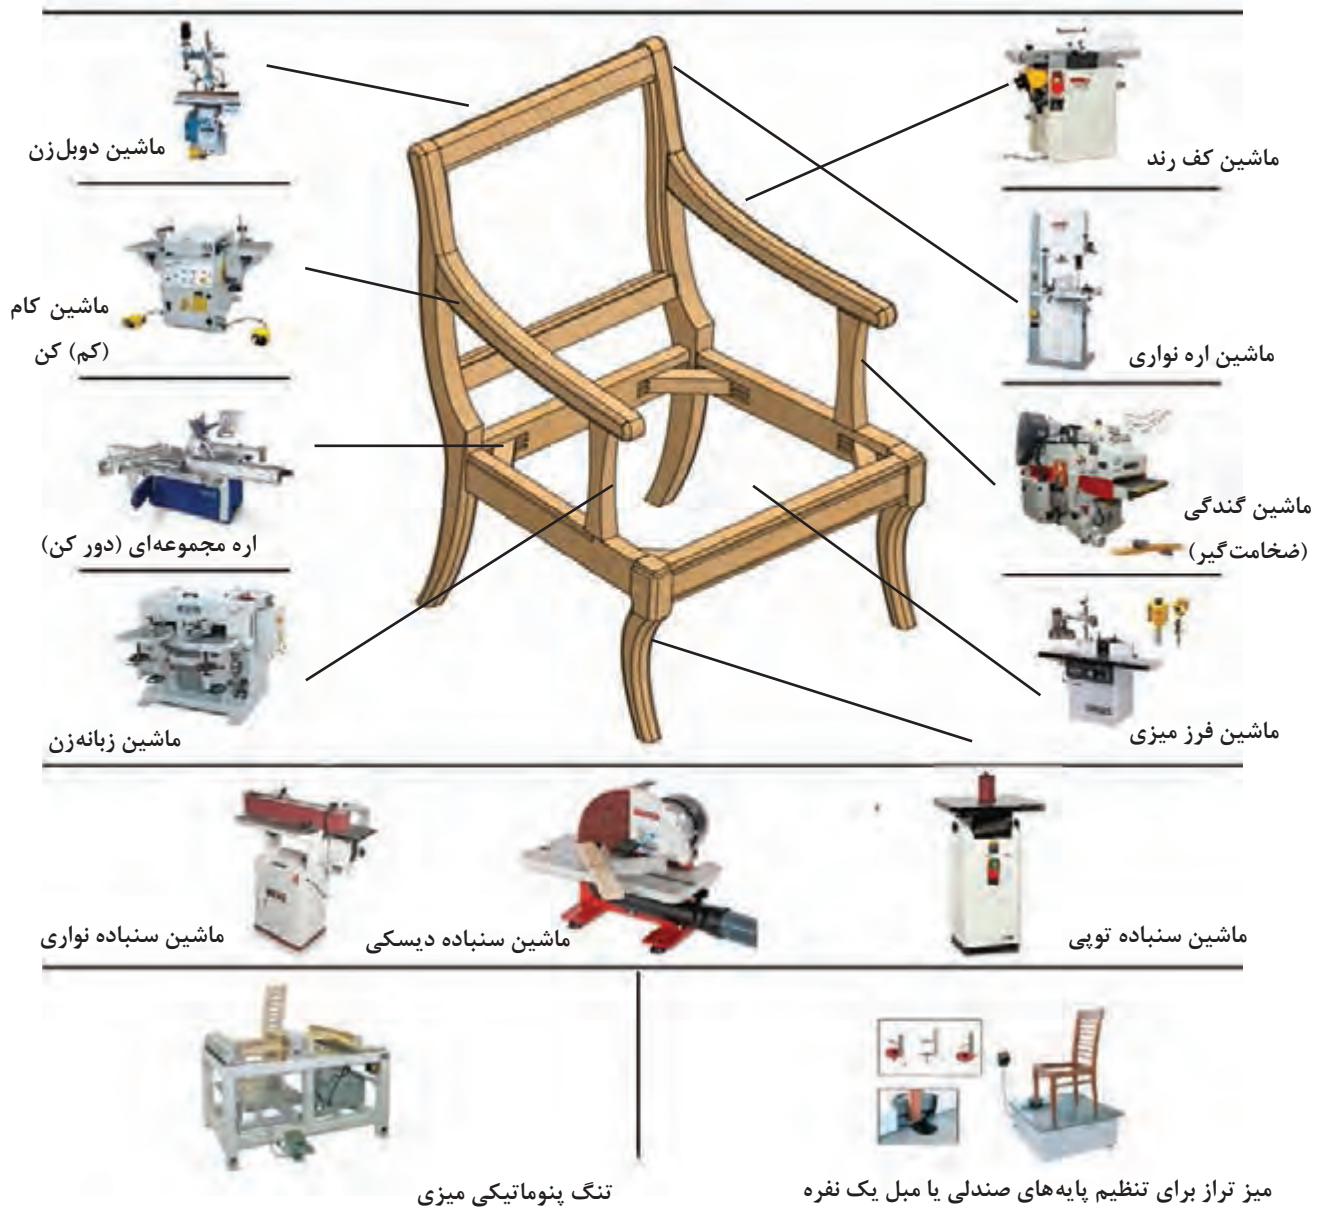 ماشین کف رند
ماشین دوبل‌زن
ماشین اره نواری
ماشین کام
(کم) کن
ماشین گندگی
(ضخامت‌گیر)
اره مجموعه‌ای (دور کن)
ماشین فرز میزی
ماشین زبانه‌زن
ماشین سنباده توپی
ماشین سنباده دیسکی
ماشین سنباده نواری
میز تراز برای تنظیم پایه‌های صندلی یا مبل یک نفره
تنگ پنوماتیکی میزی